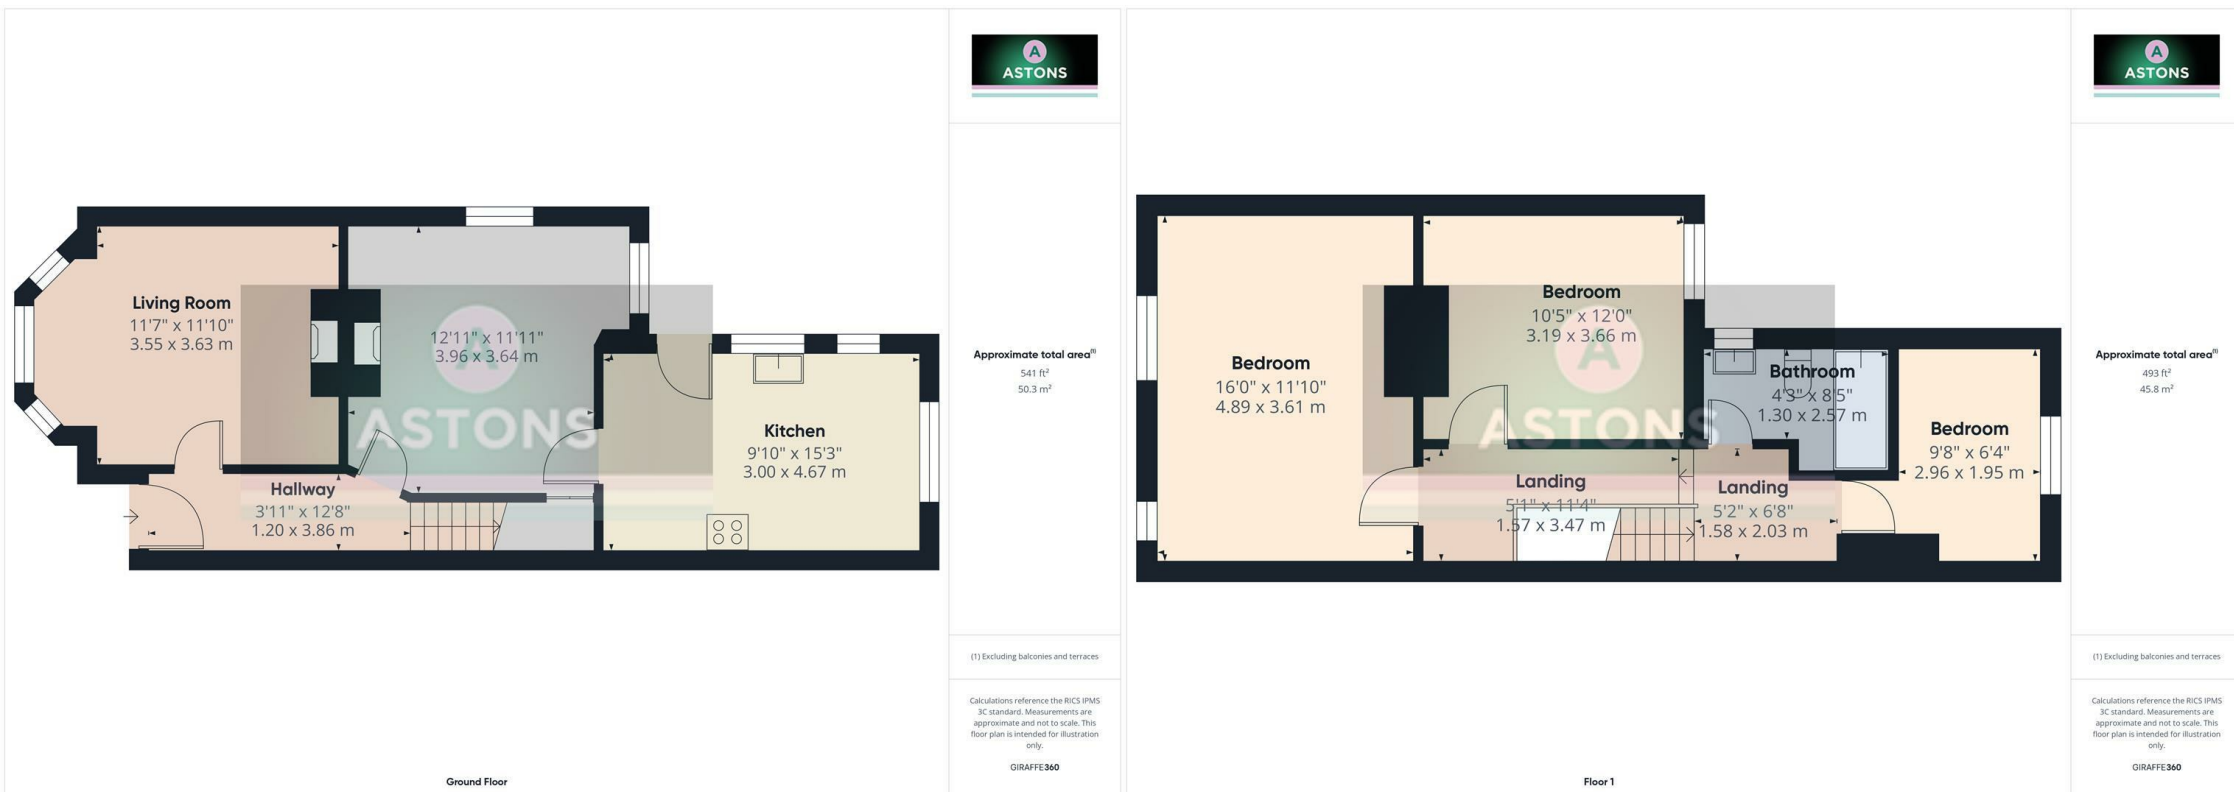 A
ASTONS
Living Room
11'7" x 11'10"
3.55 x 3.63 m
12'11" x 11'11"
3.96 x 3.64 m
A
ASTONS
Kitchen
9'10" x 15'3"
3.00 x 4.67 m
Hallway
3'11" x 12'8"
1.20 x 3.86 m
Approximate total area(1)
541 ft²
50.3 m²
(1) Excluding balconies and terraces
Calculations reference the RICS IPMS
3C standard. Measurements are
approximate and not to scale. This
floor plan is intended for illustration
only.
GIRAFFE360
Ground Floor
A
ASTONS
Bedroom
16'0" x 11'10"
4.89 x 3.61 m
Bedroom
10'5" x 12'0"
3.19 x 3.66 m
A
ASTONS
Bathroom
4'3" x 8'5"
1.30 x 2.57 m
Bedroom
9'8" x 6'4"
2.96 x 1.95 m
Landing
5'1" x 11'4"
1.57 x 3.47 m
Landing
5'2" x 6'8"
1.58 x 2.03 m
Approximate total area(1)
493 ft²
45.8 m²
(1) Excluding balconies and terraces
Calculations reference the RICS IPMS
3C standard. Measurements are
approximate and not to scale. This
floor plan is intended for illustration
only.
GIRAFFE360
Floor 1